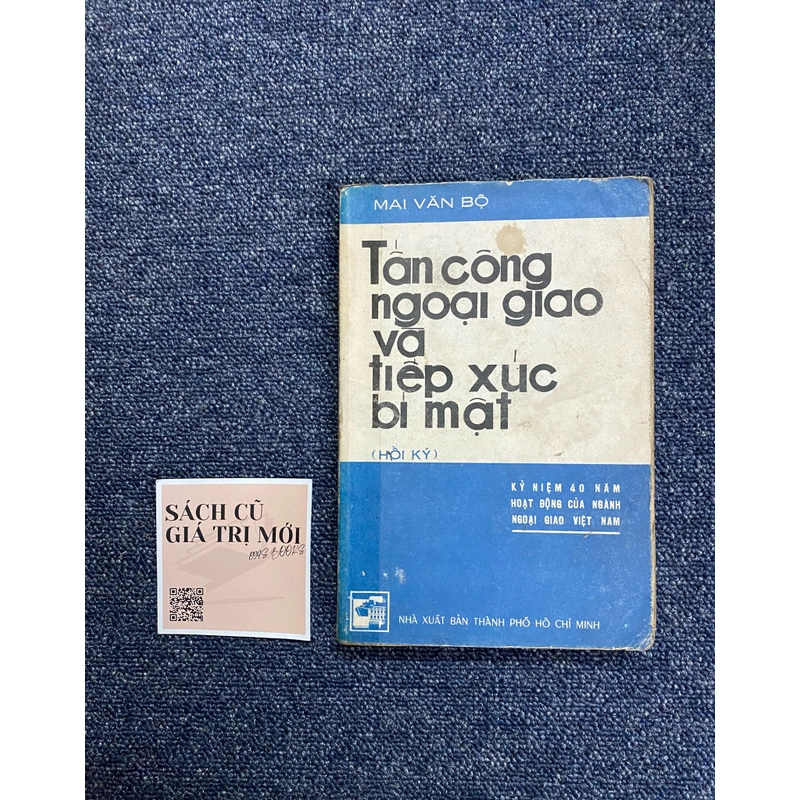 MAI VĂN BỘ
Tấn công
ngoại giao
và
tiếp xúc
bí mật
(HỒI KÝ)
KỶ NIỆM 40 NĂM
HOẠT ĐỘNG CỦA NGÀNH
NGOẠI GIAO VIỆT NAM
NHÀ XUẤT BẢN THÀNH PHỐ HỒ CHÍ MINH
SÁCH CŨ
GIÁ TRỊ MỚI